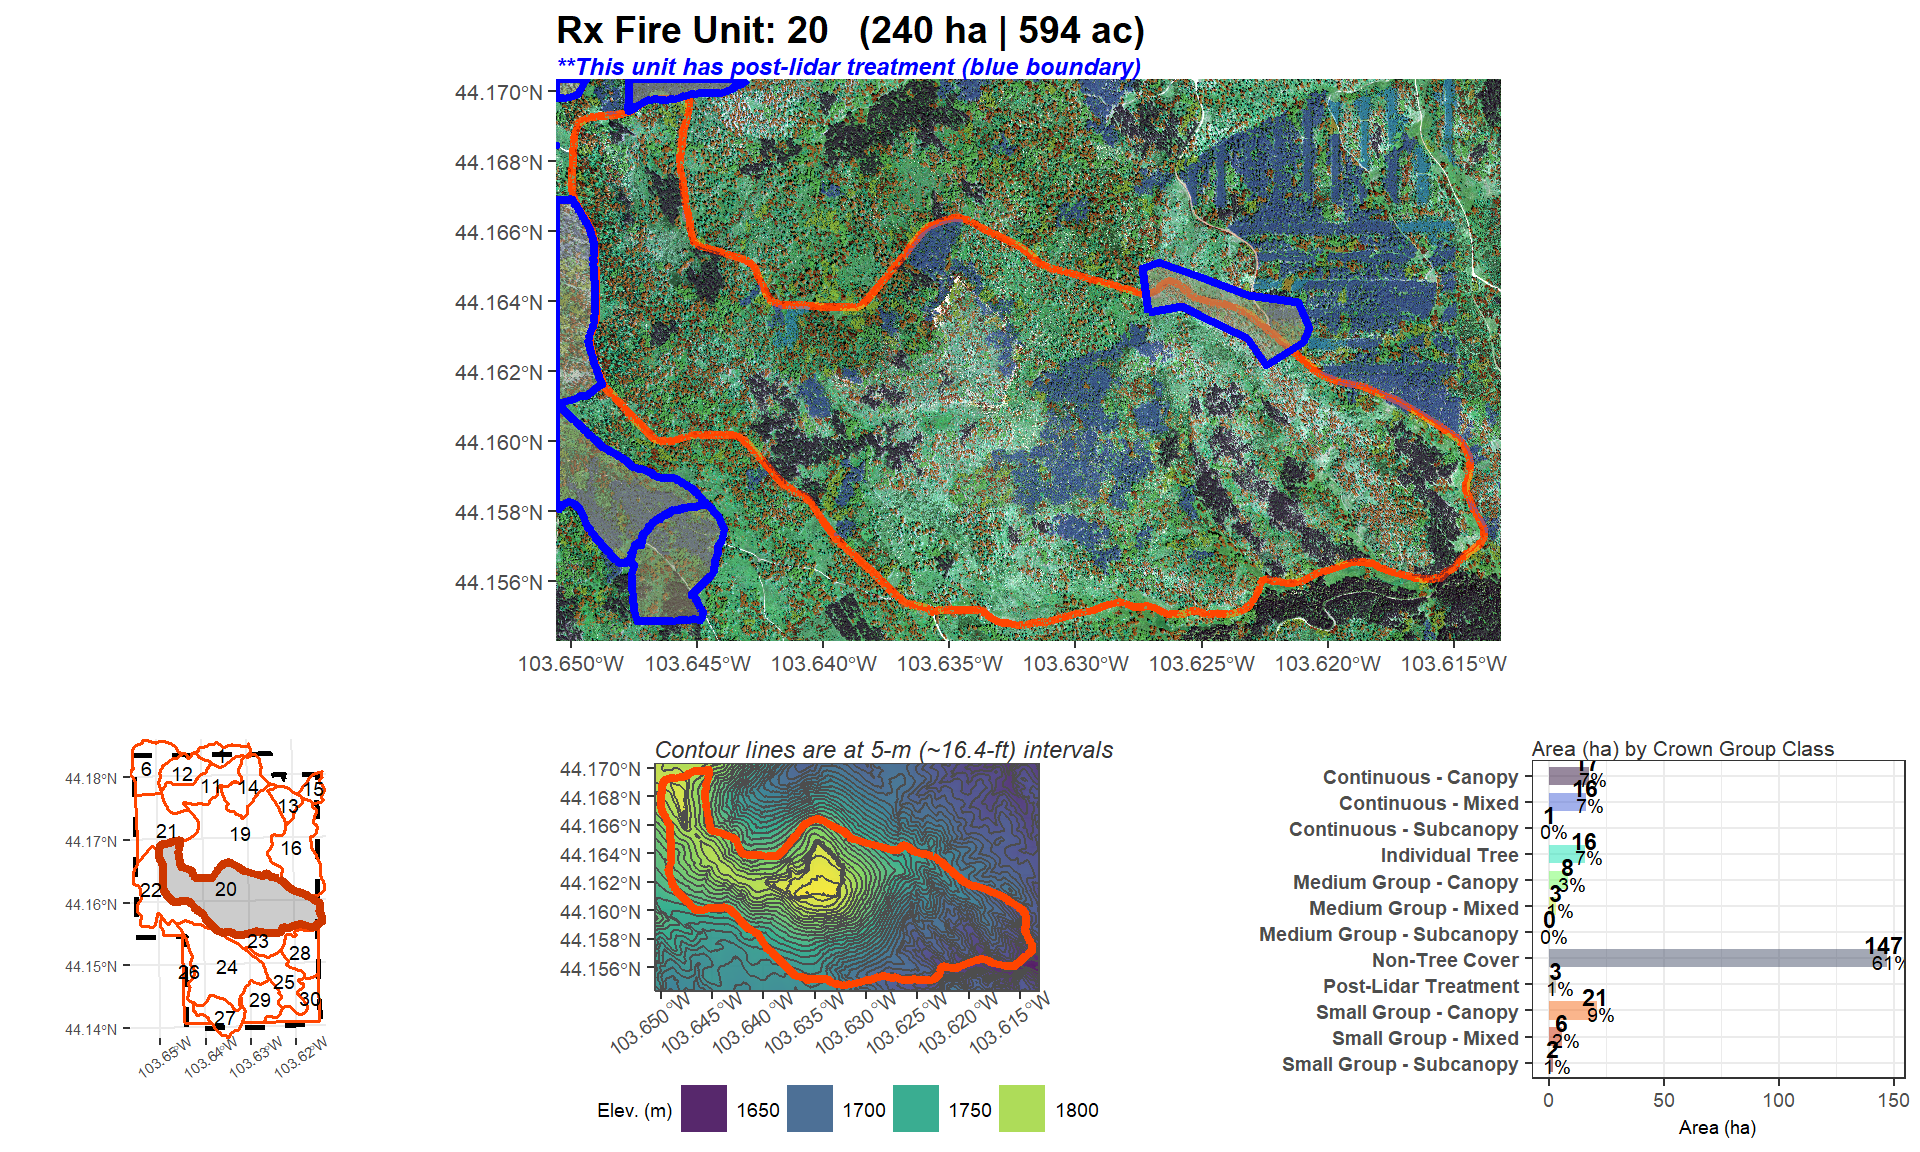 Rx Fire Unit: 20   (240 ha | 594 ac)
**This unit has post-lidar treatment (blue boundary)
44.170°N
44.168°N
44.166°N
44.164°N
44.162°N
44.160°N
44.158°N
44.156°N
103.650°W 103.645°W 103.640°W 103.635°W 103.630°W 103.625°W 103.620°W 103.615°W
44.18°N
44.17°N
44.16°N
44.15°N
44.14°N
103.65°W 103.64°W 103.63°W 103.62°W
6
12
11
1
14
15
13
21
19
16
22
20
23
28
26
24
25
29
30
27
Contour lines are at 5-m (~16.4-ft) intervals
44.170°N
44.168°N
44.166°N
44.164°N
44.162°N
44.160°N
44.158°N
44.156°N
103.650°W 103.645°W 103.640°W 103.635°W 103.630°W 103.625°W 103.620°W 103.615°W
Elev. (m) 1650 1700 1750 1800
Area (ha) by Crown Group Class
Continuous - Canopy 17 7%
Continuous - Mixed 16 7%
Continuous - Subcanopy 1 0%
Individual Tree 16 7%
Medium Group - Canopy 8 3%
Medium Group - Mixed 3 1%
Medium Group - Subcanopy 0 0%
Non-Tree Cover 147 61%
Post-Lidar Treatment 3 1%
Small Group - Canopy 21 9%
Small Group - Mixed 6 2%
Small Group - Subcanopy 2 1%
0 50 100 150
Area (ha)